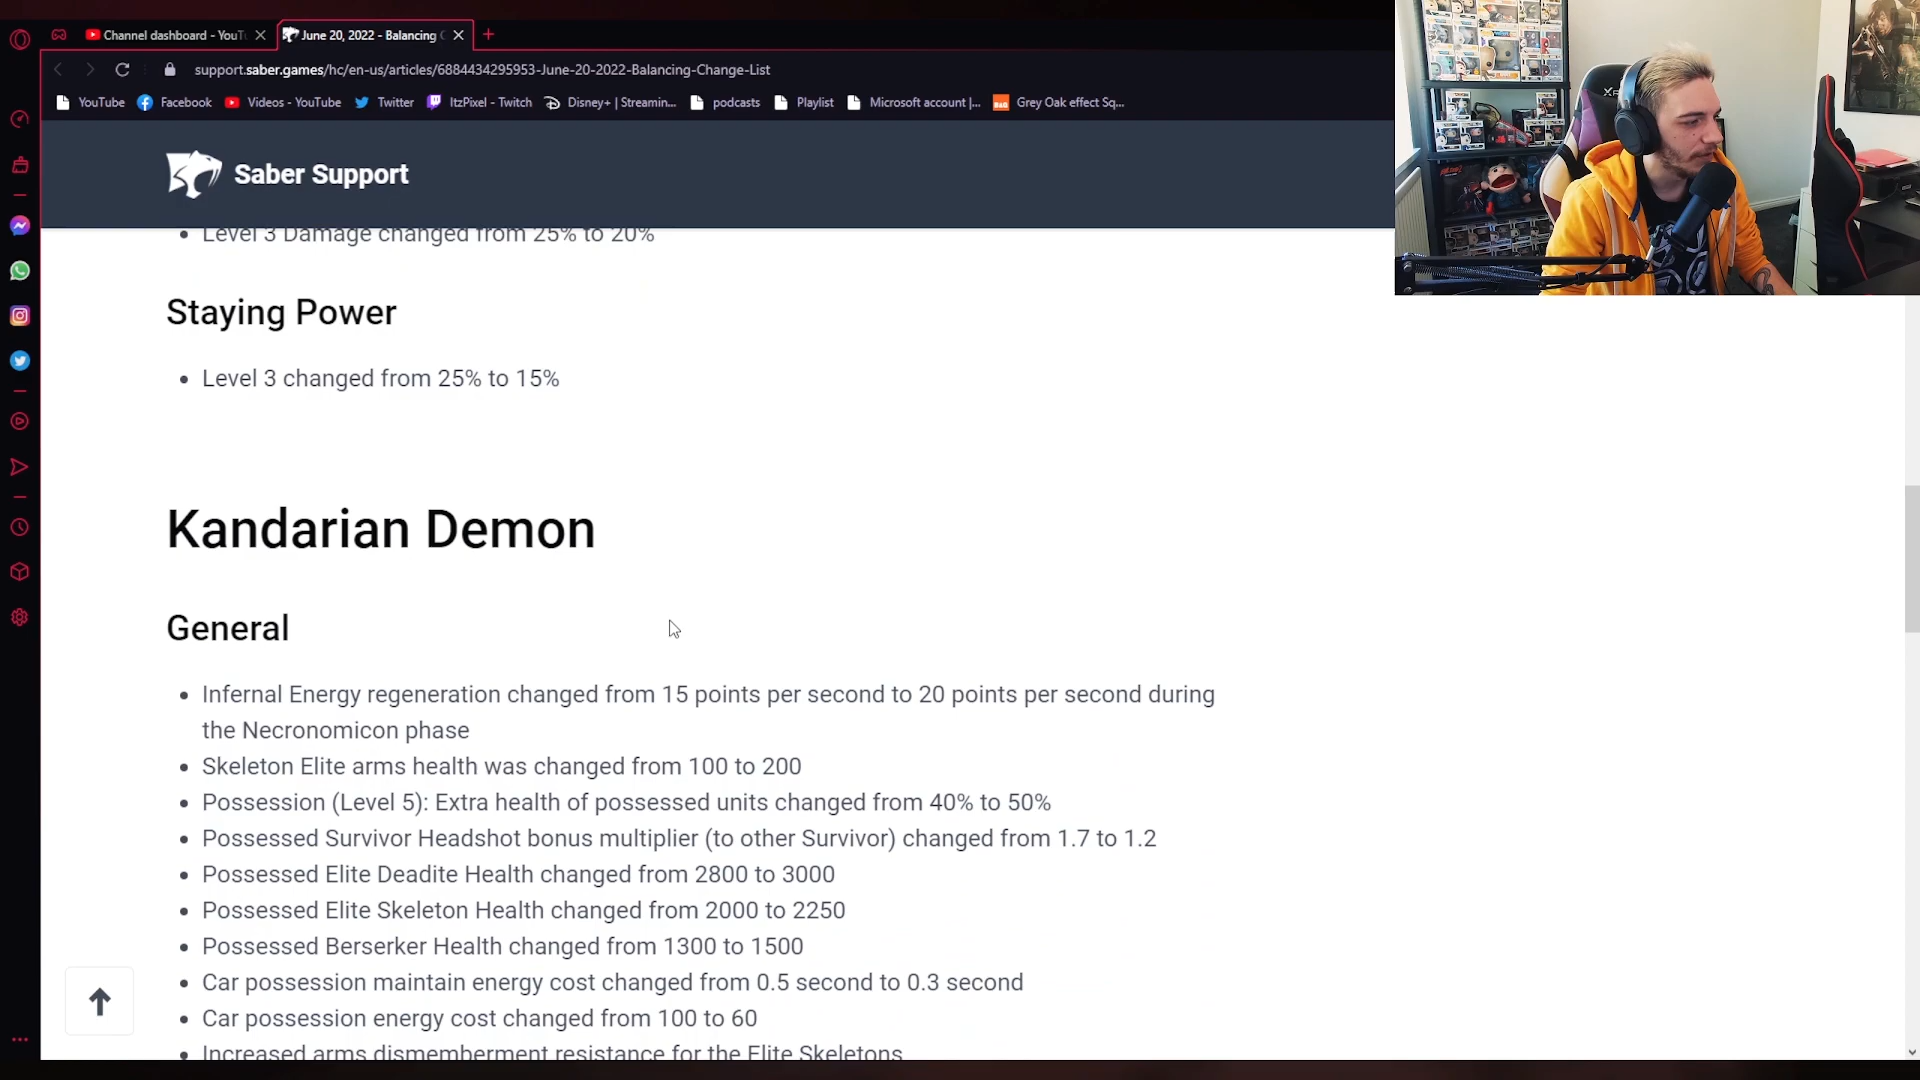 Channel dashboard - YouTu
June 20, 2022 - Balancing C
support.saber.games/hc/en-us/articles/6884434295953-June-20-2022-Balancing-Change-List
YouTube Facebook Videos - YouTube Twitter ItzPixel - Twitch Disney+ | Streamin... podcasts Playlist Microsoft account |... Grey Oak effect Sq...
Saber Support
• Level 3 Damage changed from 25% to 20%
Staying Power
• Level 3 changed from 25% to 15%
Kandarian Demon
General
• Infernal Energy regeneration changed from 15 points per second to 20 points per second during
the Necronomicon phase
• Skeleton Elite arms health was changed from 100 to 200
• Possession (Level 5): Extra health of possessed units changed from 40% to 50%
• Possessed Survivor Headshot bonus multiplier (to other Survivor) changed from 1.7 to 1.2
• Possessed Elite Deadite Health changed from 2800 to 3000
• Possessed Elite Skeleton Health changed from 2000 to 2250
• Possessed Berserker Health changed from 1300 to 1500
• Car possession maintain energy cost changed from 0.5 second to 0.3 second
• Car possession energy cost changed from 100 to 60
• Increased arms dismemberment resistance for the Elite Skeletons